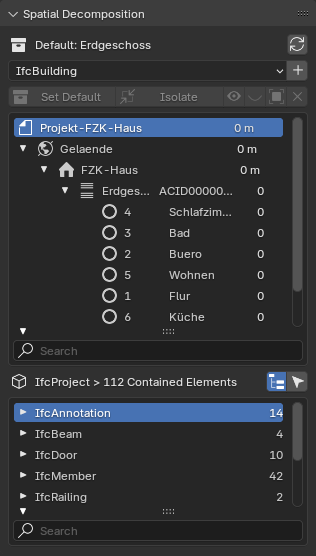 Spatial Decomposition
Default: Erdgeschoss
IfcBuilding
Set Default Isolate
Projekt-FZK-Haus 0 m
Gelaende 0 m
FZK-Haus 0 m
Erdges... ACID00000... 0
4 Schlafzim... 0
3 Bad 0
2 Buero 0
5 Wohnen 0
1 Flur 0
6 Küche 0
Search
IfcProject > 112 Contained Elements
IfcAnnotation 14
IfcBeam 4
IfcDoor 10
IfcMember 42
IfcRailing 2
Search